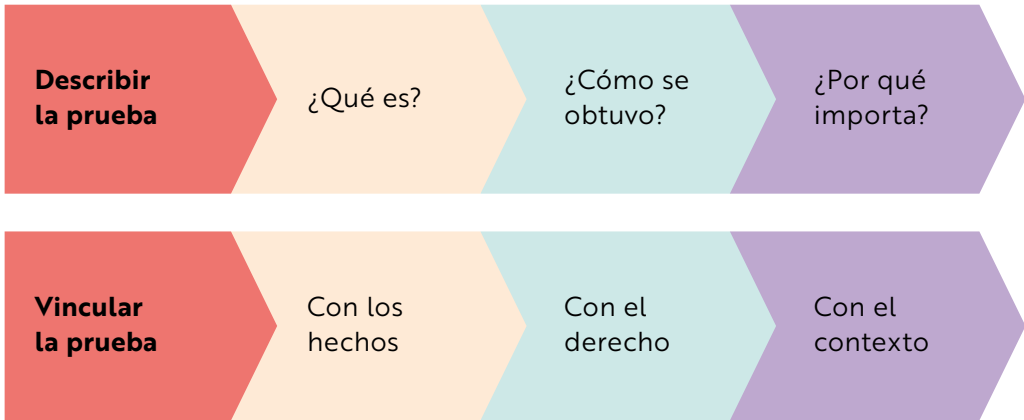 Describir
la prueba
¿Qué es?
¿Cómo se
obtuvo?
¿Por qué
importa?
Vincular
la prueba
Con los
hechos
Con el
derecho
Con el
contexto